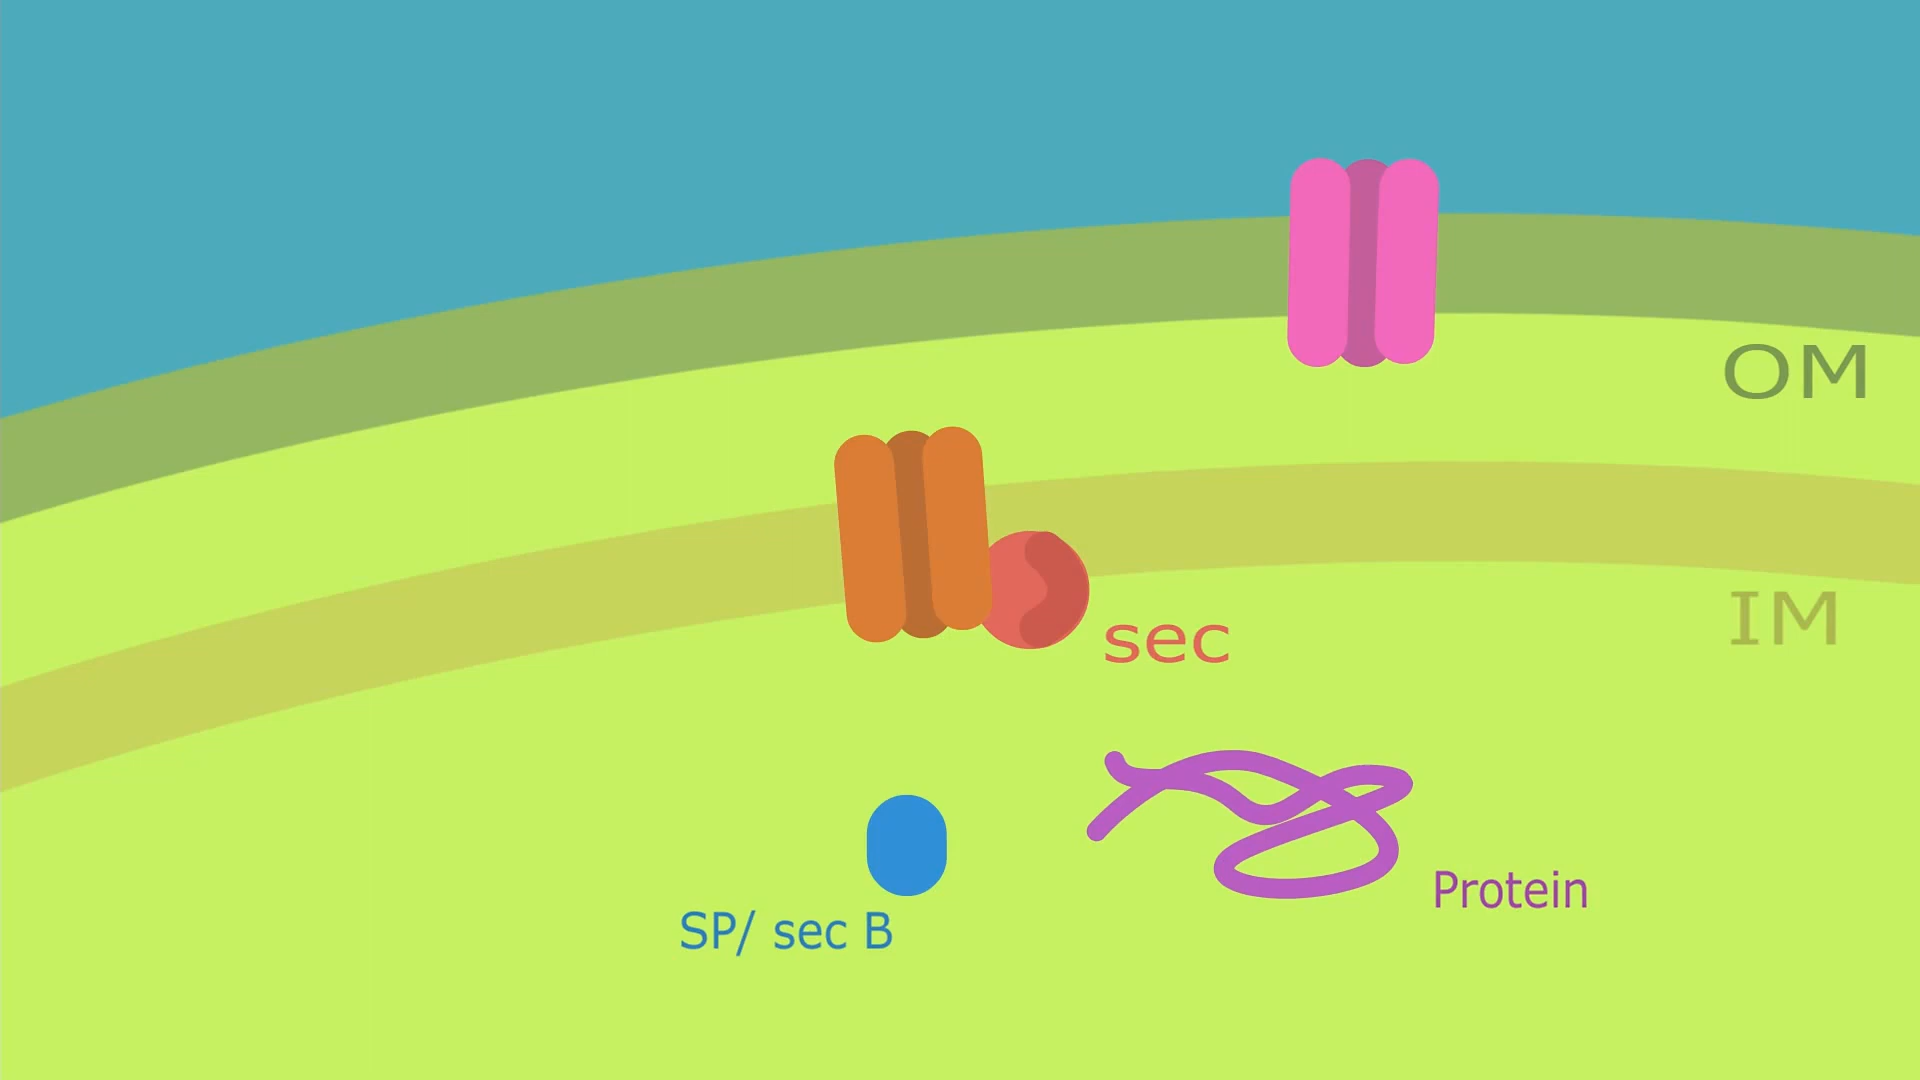 OM
IM
sec
Protein
SP/ sec B